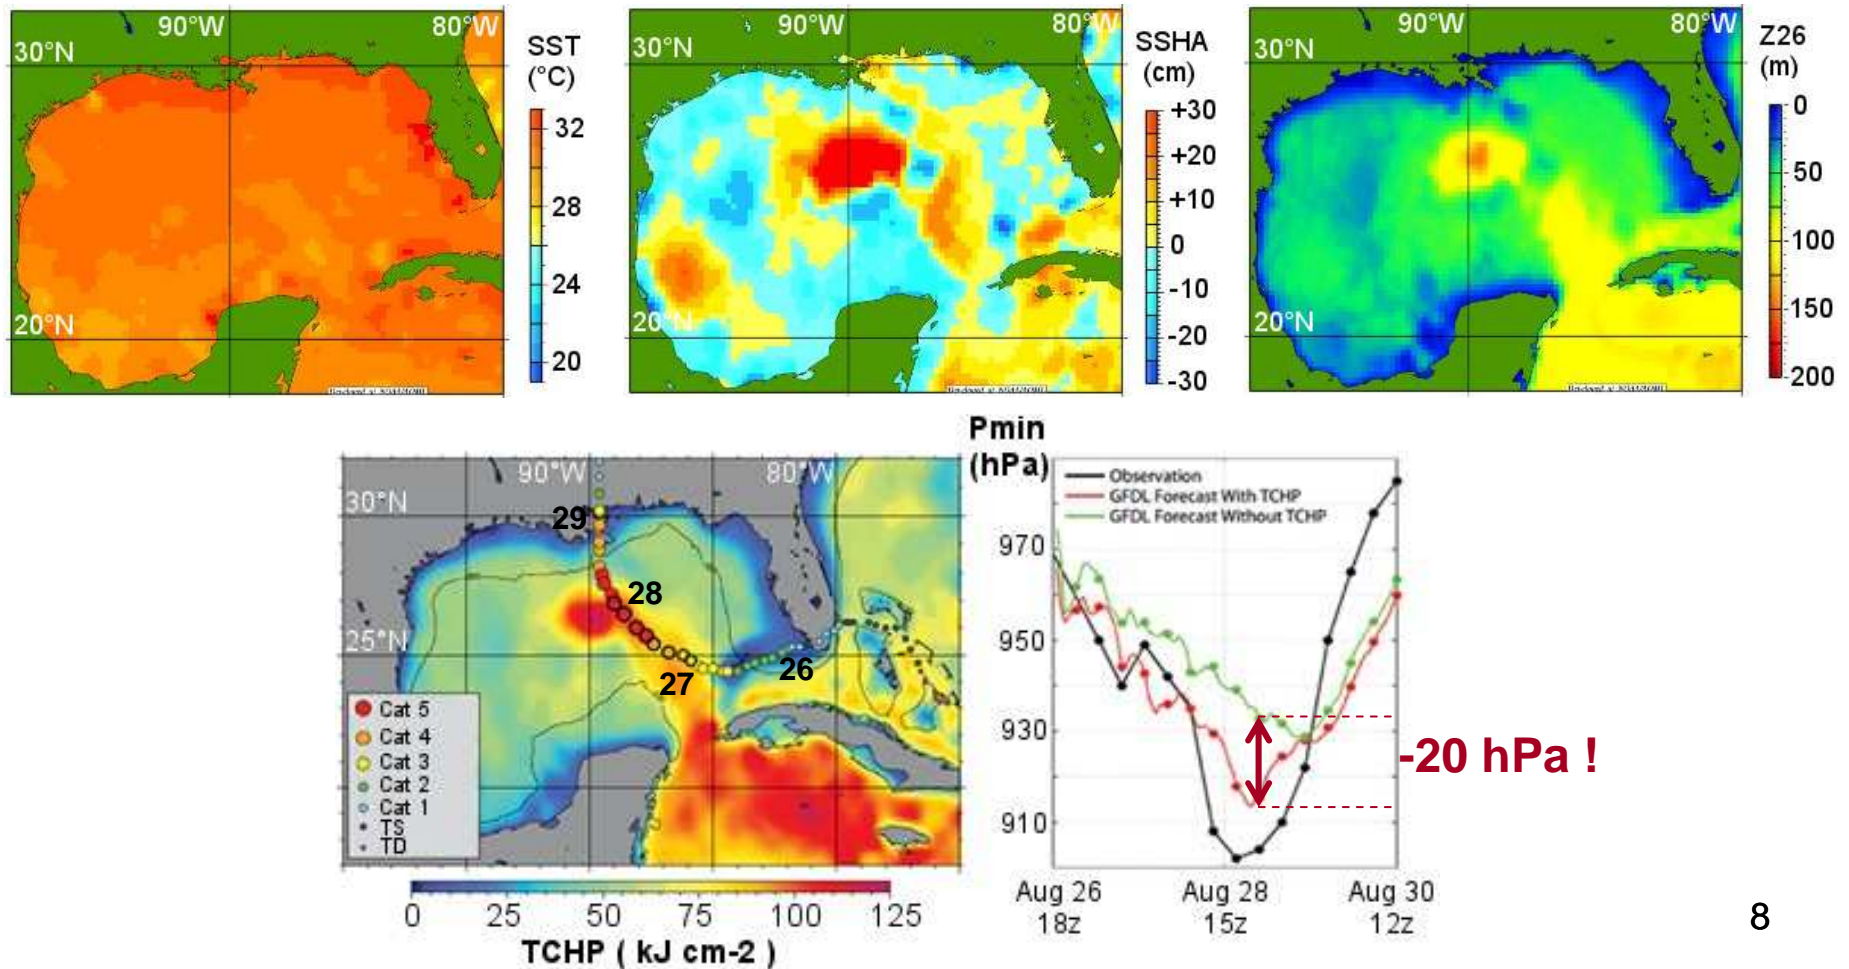 90°W
80°W
30°N
20°N
SST
(°C)
32
28
24
20
90°W
80°W
30°N
20°N
SSHA
(cm)
+30
+20
+10
0
-10
-20
-30
90°W
80°W
30°N
20°N
Z26
(m)
0
50
100
150
200
90°W
80°W
30°N
25°N
29
28
27
26
Cat 5
Cat 4
Cat 3
Cat 2
Cat 1
TS
TD
0 25 50 75 100 125
TCHP ( kJ cm-2 )
Pmin
(hPa)
Observation
GFDL Forecast With TCHP
GFDL Forecast Without TCHP
970
950
930
910
-20 hPa !
Aug 26 Aug 28 Aug 30
18z 15z 12z
8